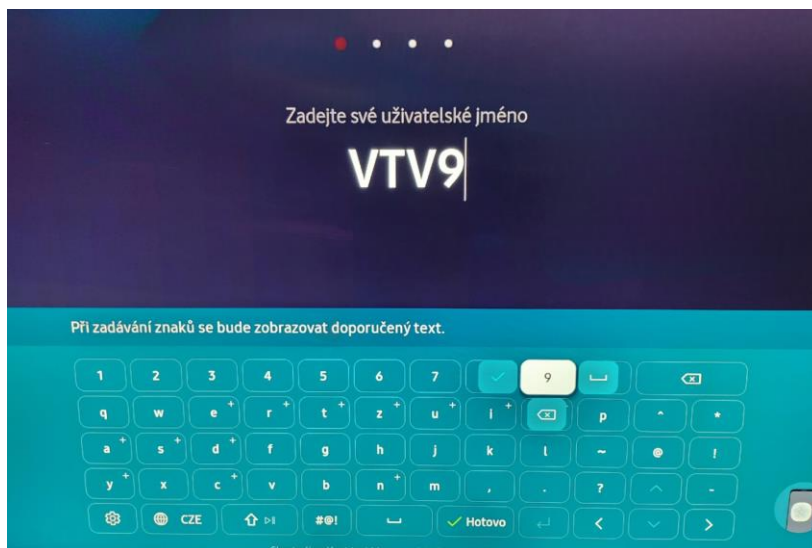 Zadejte své uživatelské jméno
VTV9
Při zadávání znaků se bude zobrazovat doporučený text.
1 2 3 4 5 6 7 9
q w e + r + t + z + u + i + p ^ *
a + s + d + f g h j k l ~ @ !
y + x c + v b n + m , . ? -
CZE #@! Hotovo < >